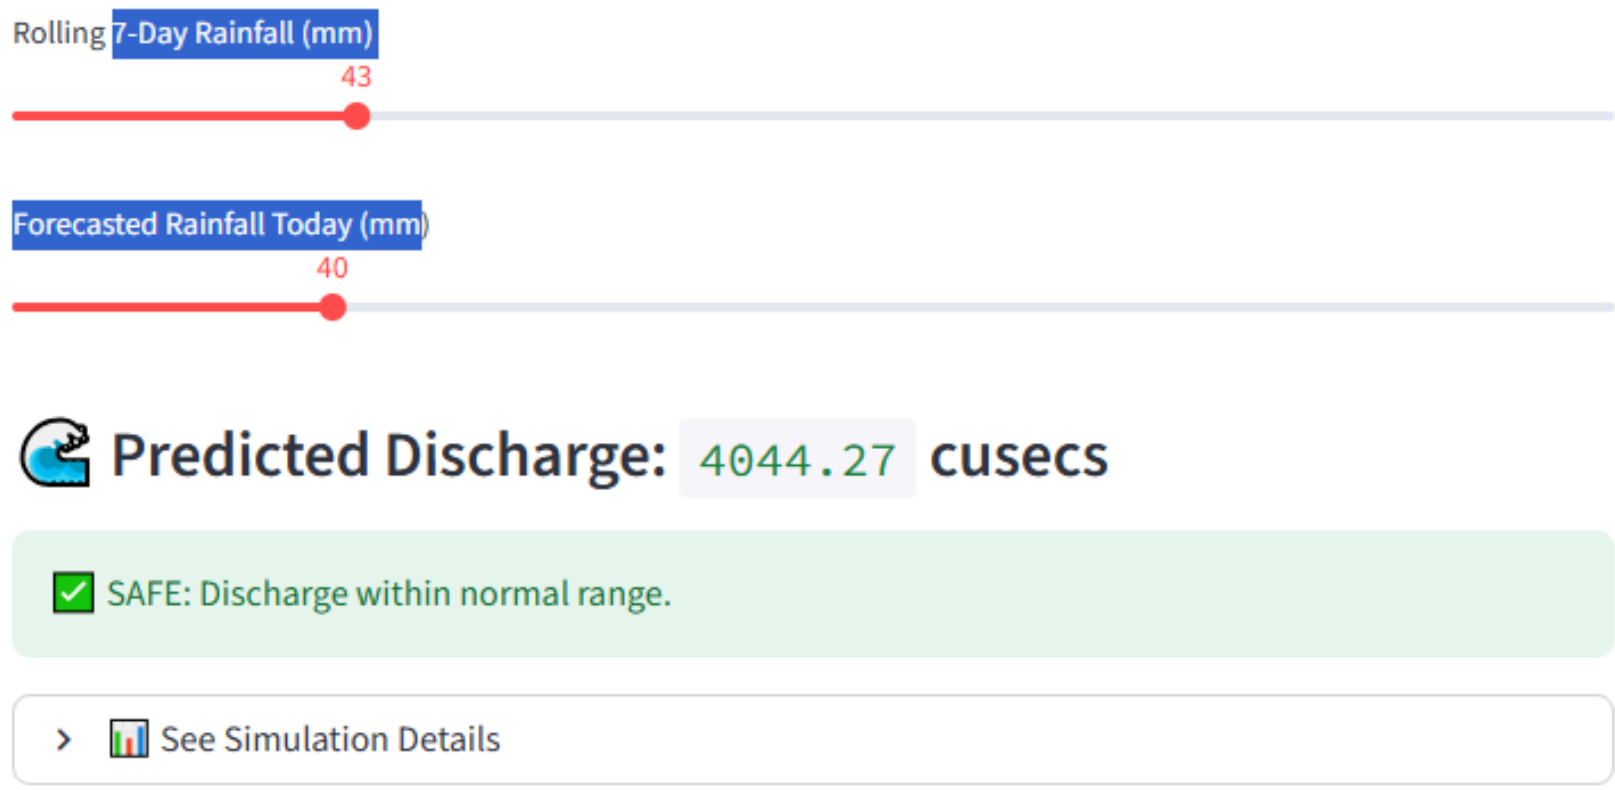 Rolling 7-Day Rainfall (mm)
43
Forecasted Rainfall Today (mm)
40
Predicted Discharge: 4044.27 cusecs
SAFE: Discharge within normal range.
See Simulation Details